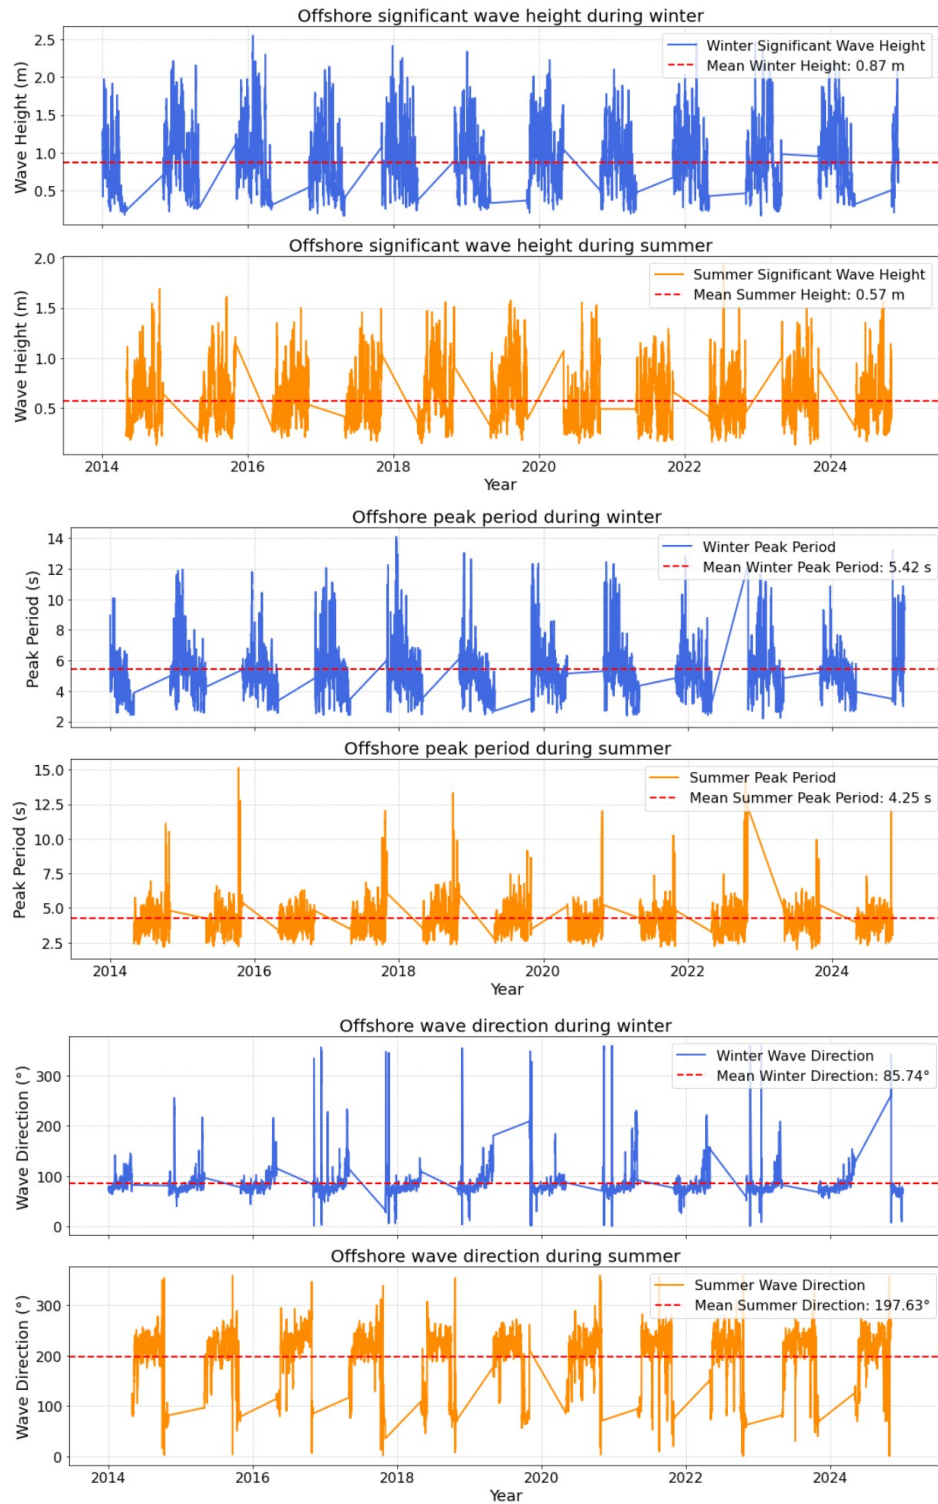 Offshore significant wave height during winter
Wave Height (m)
2.5
2.0
1.5
1.0
0.5
Winter Significant Wave Height
Mean Winter Height: 0.87 m
Offshore significant wave height during summer
Wave Height (m)
2.0
1.5
1.0
0.5
Summer Significant Wave Height
Mean Summer Height: 0.57 m
2014 2016 2018 2020 2022 2024
Year
Offshore peak period during winter
Peak Period (s)
14
12
10
8
6
4
2
Winter Peak Period
Mean Winter Peak Period: 5.42 s
Offshore peak period during summer
Peak Period (s)
15.0
12.5
10.0
7.5
5.0
2.5
Summer Peak Period
Mean Summer Peak Period: 4.25 s
2014 2016 2018 2020 2022 2024
Year
Offshore wave direction during winter
Wave Direction (°)
300
200
100
0
Winter Wave Direction
Mean Winter Direction: 85.74°
Offshore wave direction during summer
Wave Direction (°)
300
200
100
0
Summer Wave Direction
Mean Summer Direction: 197.63°
2014 2016 2018 2020 2022 2024
Year